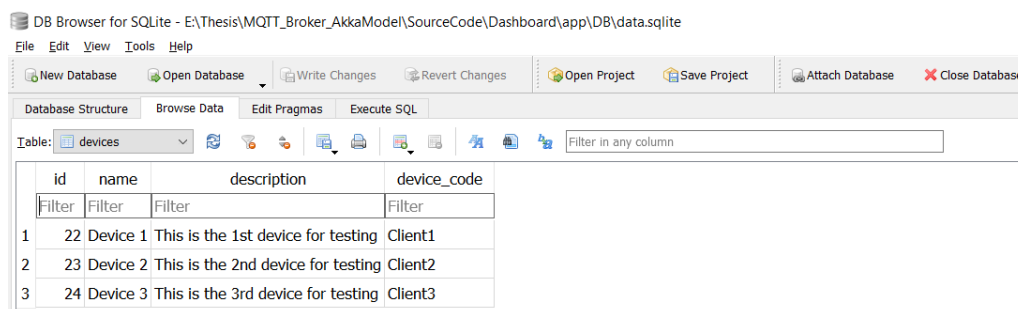 DB Browser for SQLite - E:\Thesis\MQTT_Broker_AkkaModel\SourceCode\Dashboard\app\DB\data.sqlite
File Edit View Tools Help
New Database Open Database Write Changes Revert Changes Open Project Save Project Attach Database Close Databas
Database Structure Browse Data Edit Pragmas Execute SQL
Table: devices Filter in any column
id name description device_code
Filter Filter Filter Filter
1 22 Device 1 This is the 1st device for testing Client1
2 23 Device 2 This is the 2nd device for testing Client2
3 24 Device 3 This is the 3rd device for testing Client3